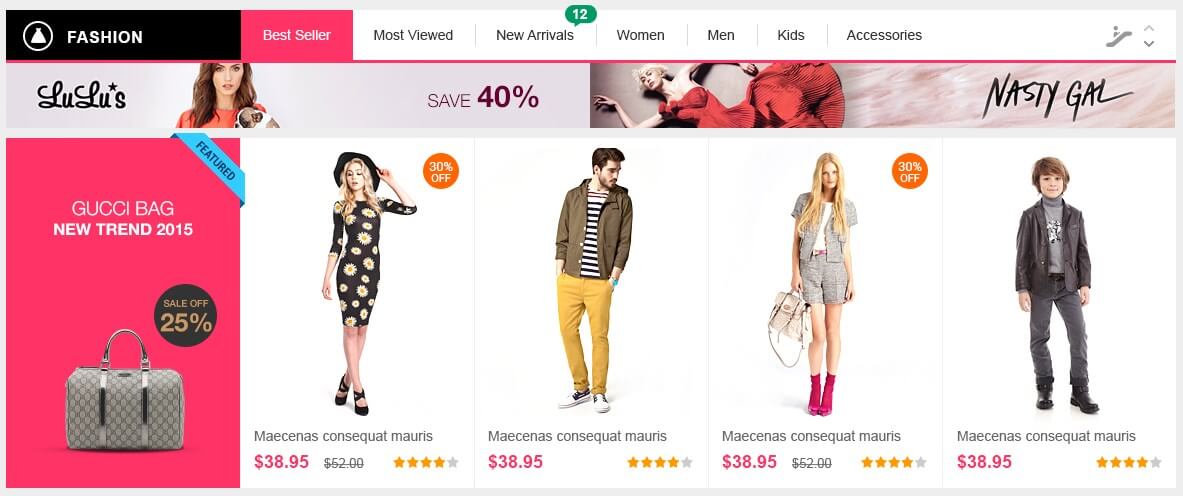 FASHION
Best Seller
Most Viewed
New Arrivals
12
Women
Men
Kids
Accessories
LuLu*s
SAVE 40%
NASTY GAL
FEATURED
GUCCI BAG
NEW TREND 2015
SALE OFF
25%
30%
OFF
30%
OFF
Maecenas consequat mauris
$38.95 $52.00
Maecenas consequat mauris
$38.95
Maecenas consequat mauris
$38.95 $52.00
Maecenas consequat mauris
$38.95